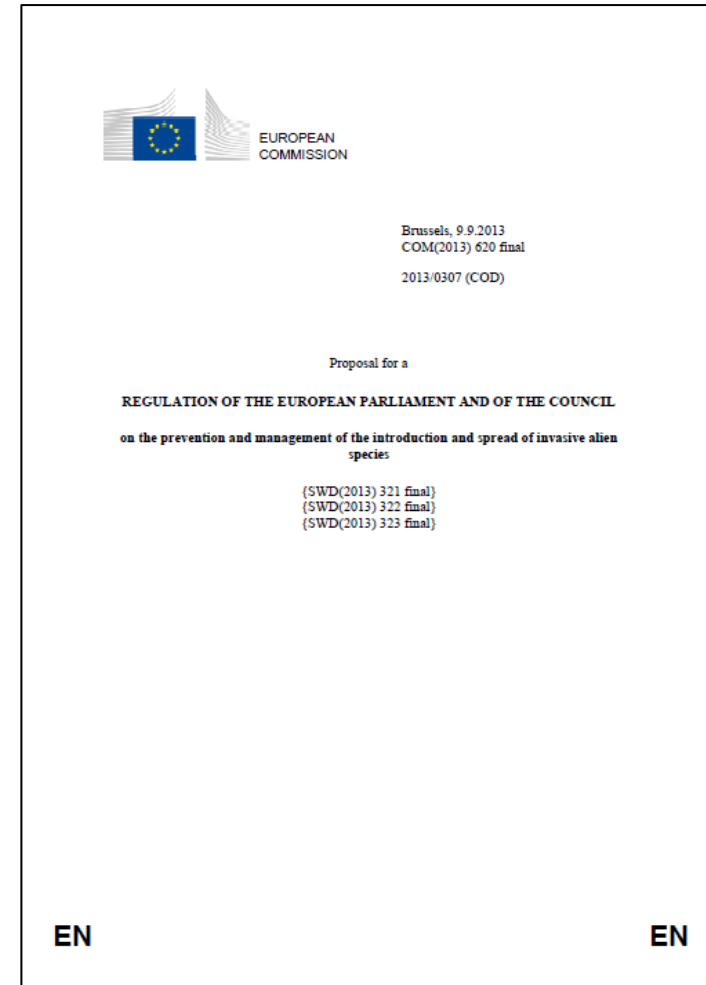 EUROPEAN
COMMISSION
Brussels, 9.9.2013
COM(2013) 620 final
2013/0307 (COD)
Proposal for a
REGULATION OF THE EUROPEAN PARLIAMENT AND OF THE COUNCIL
on the prevention and management of the introduction and spread of invasive alien
species
{SWD(2013) 321 final}
{SWD(2013) 322 final}
{SWD(2013) 323 final}
EN EN